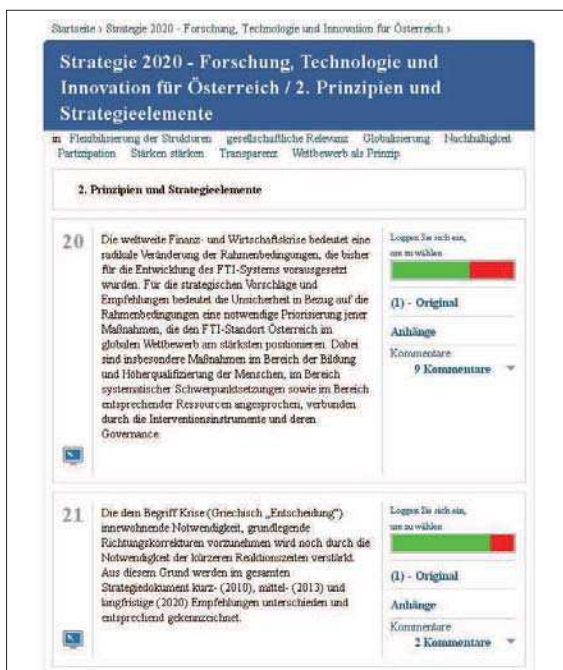 Startseite › Strategie 2020 - Forschung, Technologie und Innovation für Österreich ›
Strategie 2020 - Forschung, Technologie und
Innovation für Österreich / 2. Prinzipien und
Strategieelemente
in Flexibilisierung der Strukturen gesellschaftliche Relevanz Globalisierung Nachhaltigkeit
Partizipation Stärken stärken Transparenz Wettbewerb als Prinzip
2. Prinzipien und Strategieelemente
20
Die weltweite Finanz- und Wirtschaftskrise bedeutet eine
radikale Veränderung der Rahmenbedingungen, die bisher
für die Entwicklung des FTI-Systems vorausgesetzt
wurden. Für die strategischen Vorschläge und
Empfehlungen bedeutet die Unsicherheit in Bezug auf die
Rahmenbedingungen eine notwendige Priorisierung jener
Maßnahmen, die den FTI-Standort Österreich im
globalen Wettbewerb am stärksten positionieren. Dabei
sind insbesondere Maßnahmen im Bereich der Bildung
und Höherqualifizierung der Menschen, im Bereich
systematischer Schwerpunktsetzungen sowie im Bereich
entsprechender Ressourcen angesprochen, verbunden
durch die Interventionsinstrumente und deren
Governance.
Loggen Sie sich ein,
um zu wählen
(1) - Original
Anhänge
Kommentare
9 Kommentare
21
Die dem Begriff Krise (Griechisch „Entscheidung")
innewohnende Notwendigkeit, grundlegende
Richtungskorrekturen vorzunehmen wird noch durch die
Notwendigkeit der kürzeren Reaktionszeiten verstärkt.
Aus diesem Grund werden im gesamten
Strategiedokument kurz- (2010), mittel- (2013) und
langfristige (2020) Empfehlungen unterschieden und
entsprechend gekennzeichnet.
Loggen Sie sich ein,
um zu wählen
(1) - Original
Anhänge
Kommentare
2 Kommentare